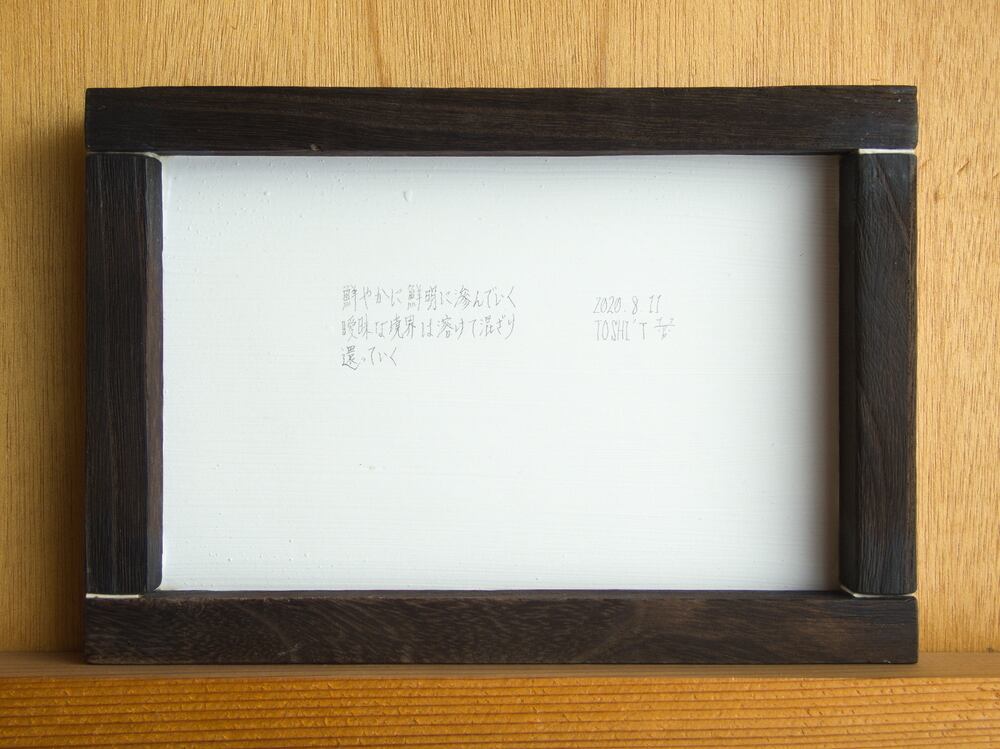 鮮やかに鮮明に滲んでいく
曖昧な境界は溶けて混ざり
還っていく
2020.8.11
TOSHI'T